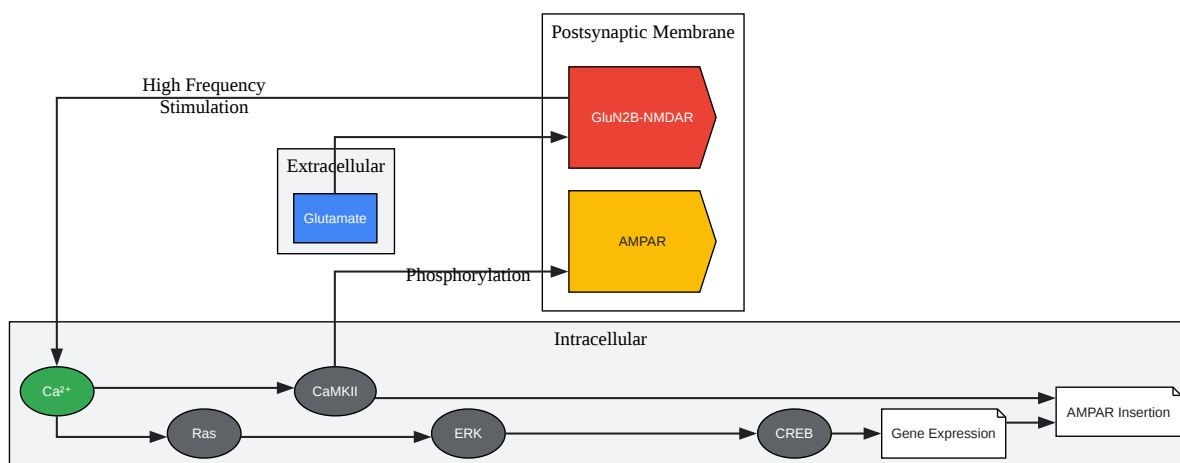 Postsynaptic Membrane
High Frequency
Stimulation
GluN2B-NMDAR
Extracellular
Glutamate
AMPAR
Phosphorylation
Intracellular
Ca²⁺
CaMKII
AMPAR Insertion
Ras
ERK
CREB
Gene Expression